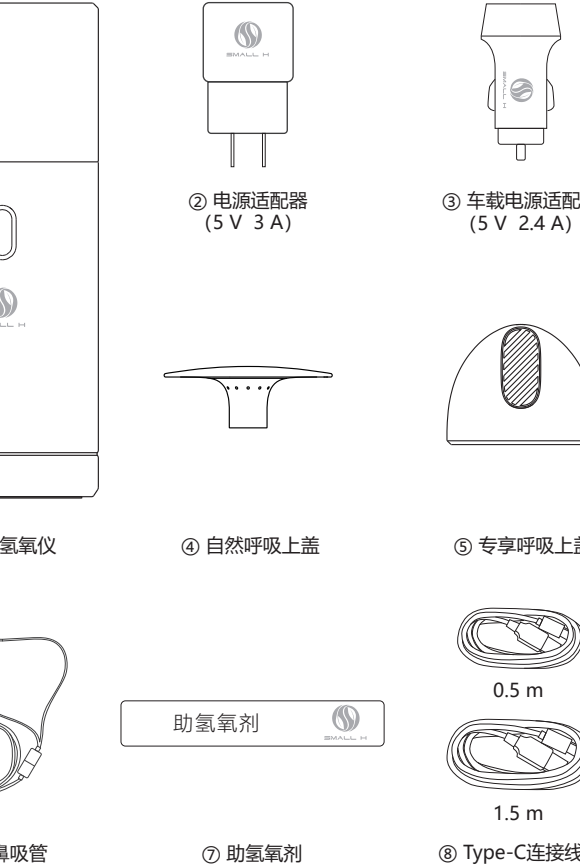 SMALL H
SMALL H
② 电源适配器
(5 V 3 A)
③ 车载电源适配
(5 V 2.4 A)
LL H
氢氧仪
④ 自然呼吸上盖
⑤ 专享呼吸上盖
0.5 m
助氢氧剂
SMALL H
1.5 m
鼻吸管
⑦ 助氢氧剂
⑧ Type-C连接线